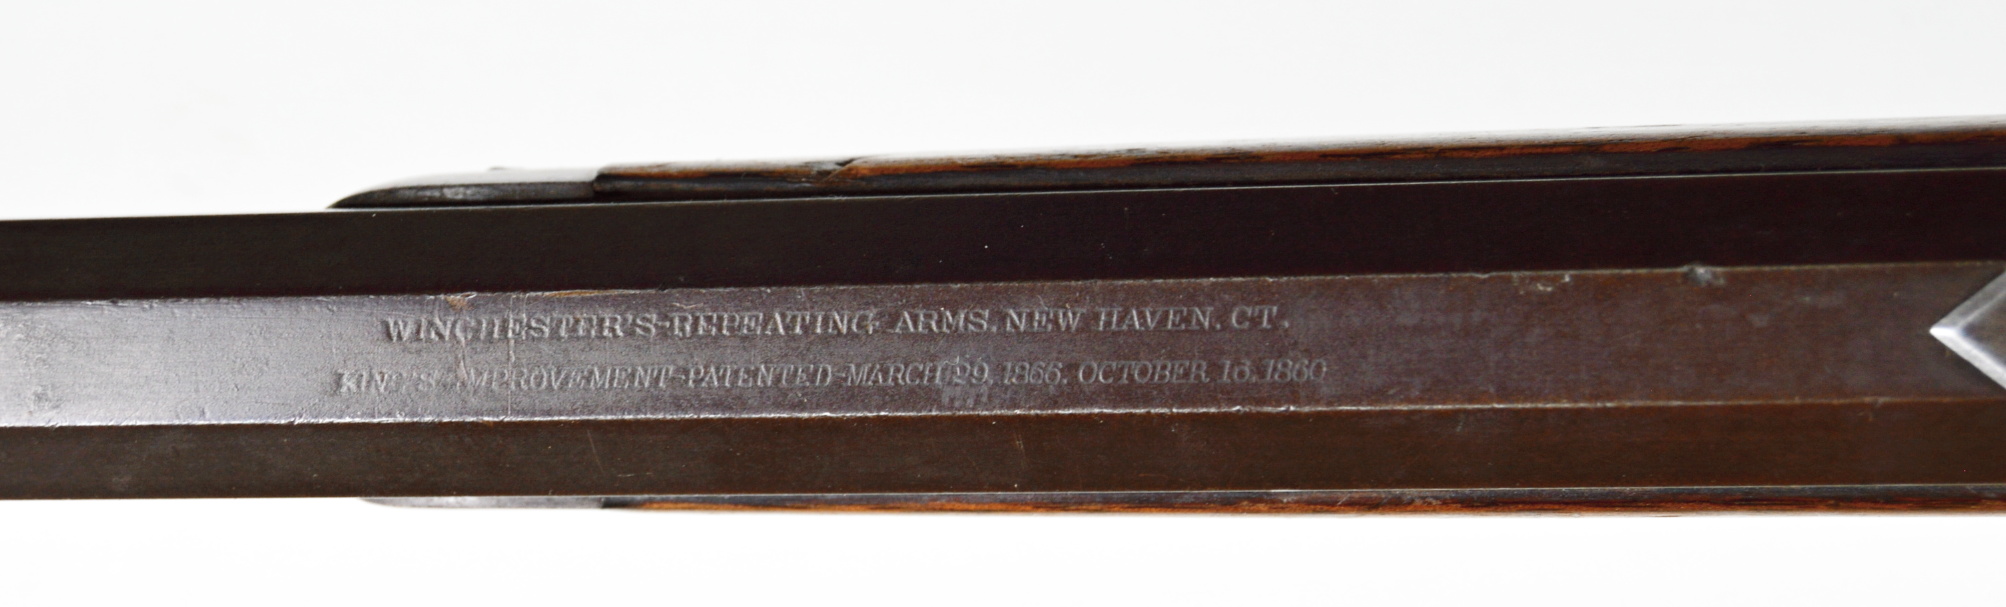 WINCHESTER'S-REPEATING ARMS. NEW HAVEN. CT.
KING'S-IMPROVEMENT-PATENTED-MARCH 29. 1866. OCTOBER 16. 1860